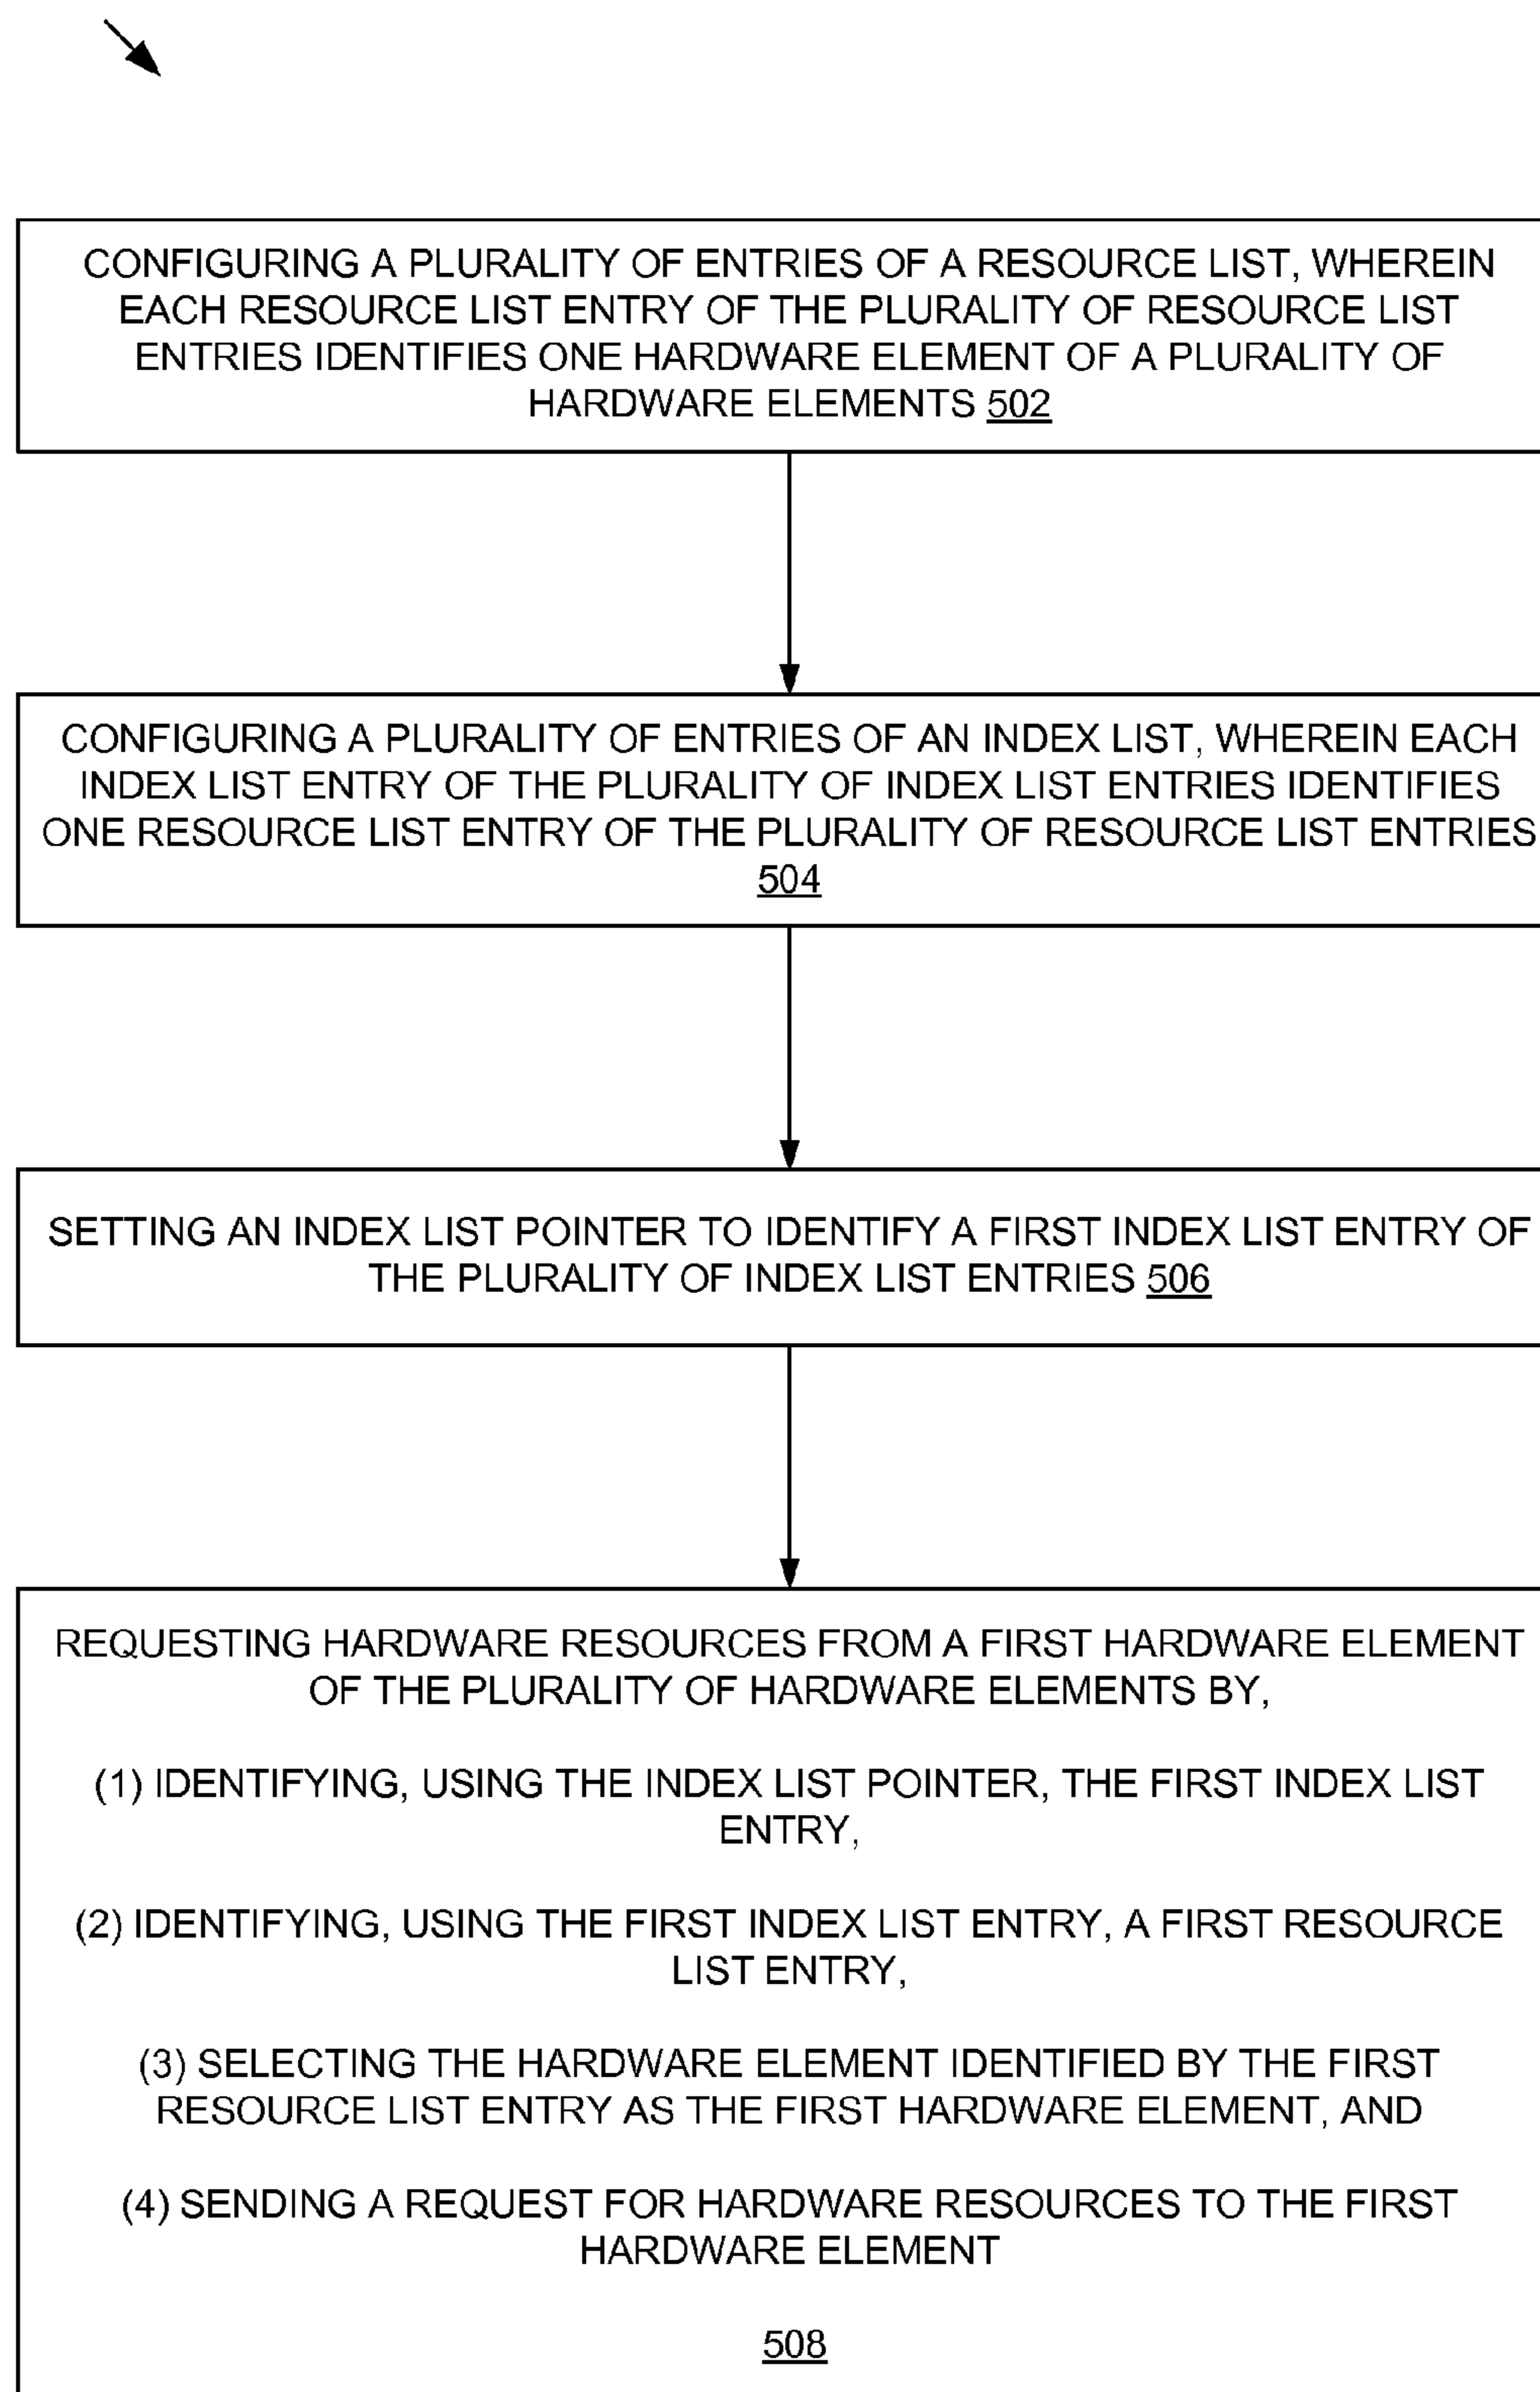 CONFIGURING A PLURALITY OF ENTRIES OF A RESOURCE LIST, WHEREIN
EACH RESOURCE LIST ENTRY OF THE PLURALITY OF RESOURCE LIST
ENTRIES IDENTIFIES ONE HARDWARE ELEMENT OF A PLURALITY OF
HARDWARE ELEMENTS 502
CONFIGURING A PLURALITY OF ENTRIES OF AN INDEX LIST, WHEREIN EACH
INDEX LIST ENTRY OF THE PLURALITY OF INDEX LIST ENTRIES IDENTIFIES
ONE RESOURCE LIST ENTRY OF THE PLURALITY OF RESOURCE LIST ENTRIES
504
SETTING AN INDEX LIST POINTER TO IDENTIFY A FIRST INDEX LIST ENTRY OF
THE PLURALITY OF INDEX LIST ENTRIES 506
REQUESTING HARDWARE RESOURCES FROM A FIRST HARDWARE ELEMENT
OF THE PLURALITY OF HARDWARE ELEMENTS BY,
(1) IDENTIFYING, USING THE INDEX LIST POINTER, THE FIRST INDEX LIST
ENTRY,
(2) IDENTIFYING, USING THE FIRST INDEX LIST ENTRY, A FIRST RESOURCE
LIST ENTRY,
(3) SELECTING THE HARDWARE ELEMENT IDENTIFIED BY THE FIRST
RESOURCE LIST ENTRY AS THE FIRST HARDWARE ELEMENT, AND
(4) SENDING A REQUEST FOR HARDWARE RESOURCES TO THE FIRST
HARDWARE ELEMENT
508